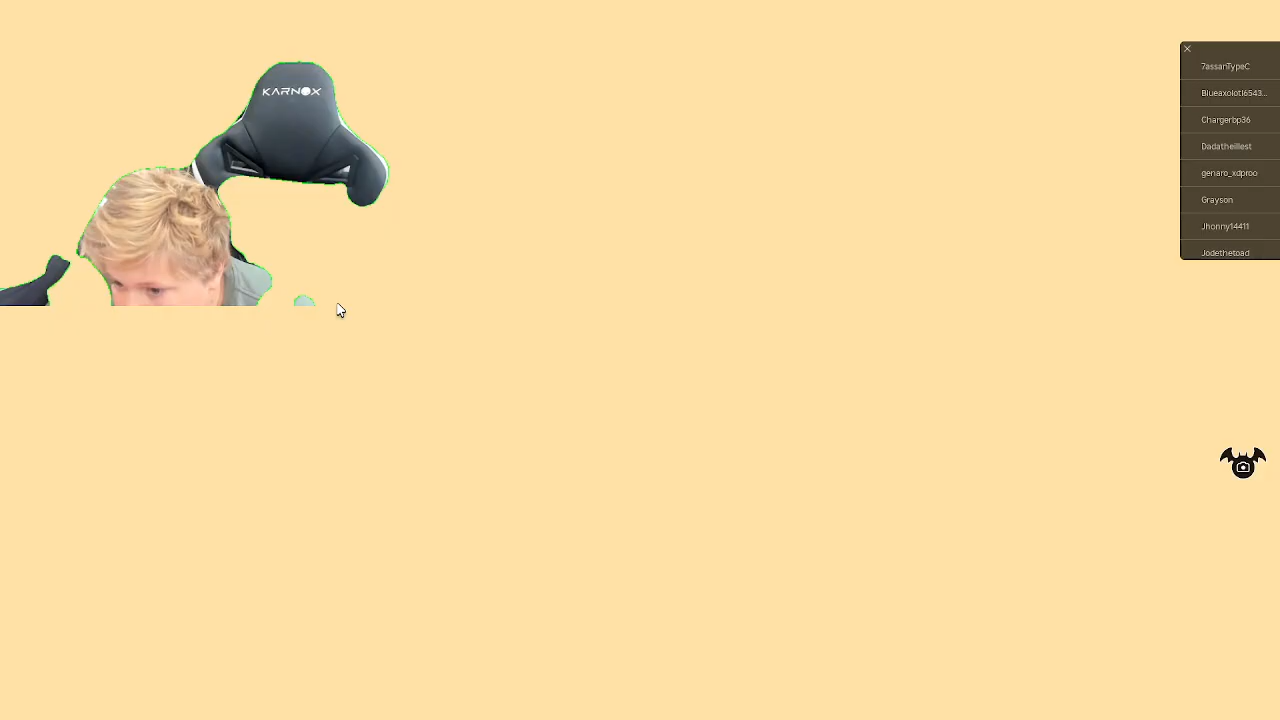 KARNOX
7assanTypeC
Blueaxolotl6543...
Chargerbp36
Dadatheillest
genaro_xdproo
Grayson
Jhonny14411
Jodethetoad